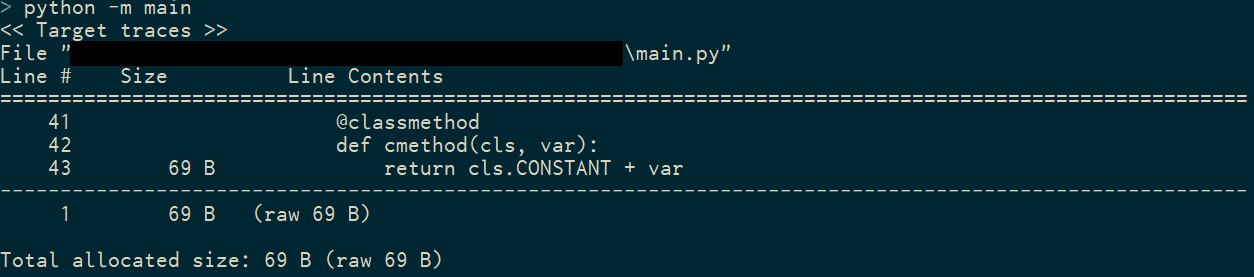 > python -m main
<< Target traces >>
File "\main.py"
Line # Size Line Contents
====================================================================================================
41 @classmethod
42 def cmethod(cls, var):
43 69 B return cls.CONSTANT + var
----------------------------------------------------------------------------------------------------
1 69 B (raw 69 B)
Total allocated size: 69 B (raw 69 B)